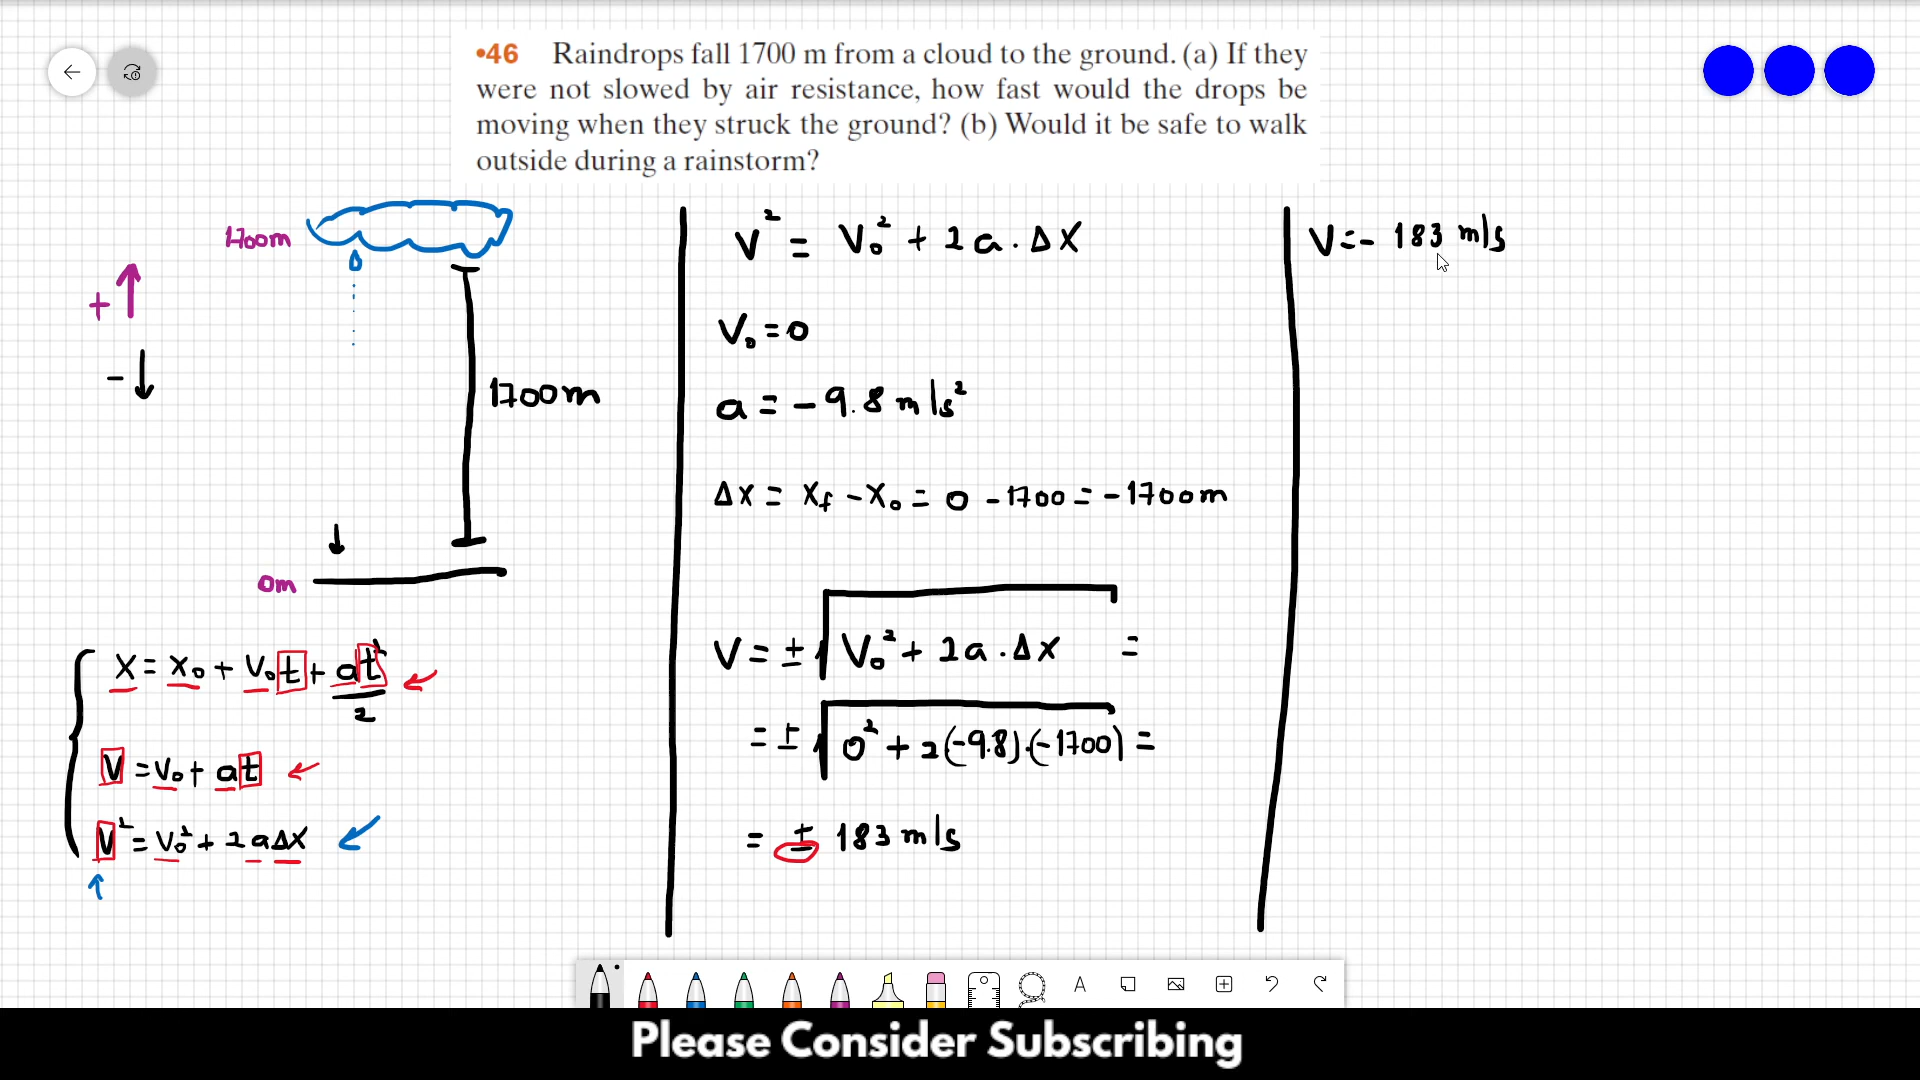 •46 Raindrops fall 1700 m from a cloud to the ground. (a) If they
were not slowed by air resistance, how fast would the drops be
moving when they struck the ground? (b) Would it be safe to walk
outside during a rainstorm?
1700m
+
-
1700m
0m
x = x₀ + v₀t + at²/2
v = v₀ + at
v² = v₀² + 2aΔx
v² = v₀² + 2a·Δx
v₀ = 0
a = -9.8 m/s²
Δx = x_f - x₀ = 0 - 1700 = -1700m
v = ±√(v₀² + 2a·Δx) =
= ±√(0² + 2(-9.8)·(-1700)) =
= ± 183 m/s
v = - 183 m/s
A
Please Consider Subscribing